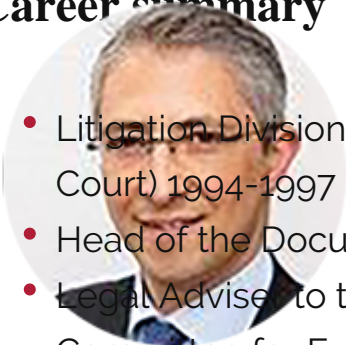 Career summary
Litigation Division
Court) 1994-1997
Head of the Docu
Legal Adviser to t